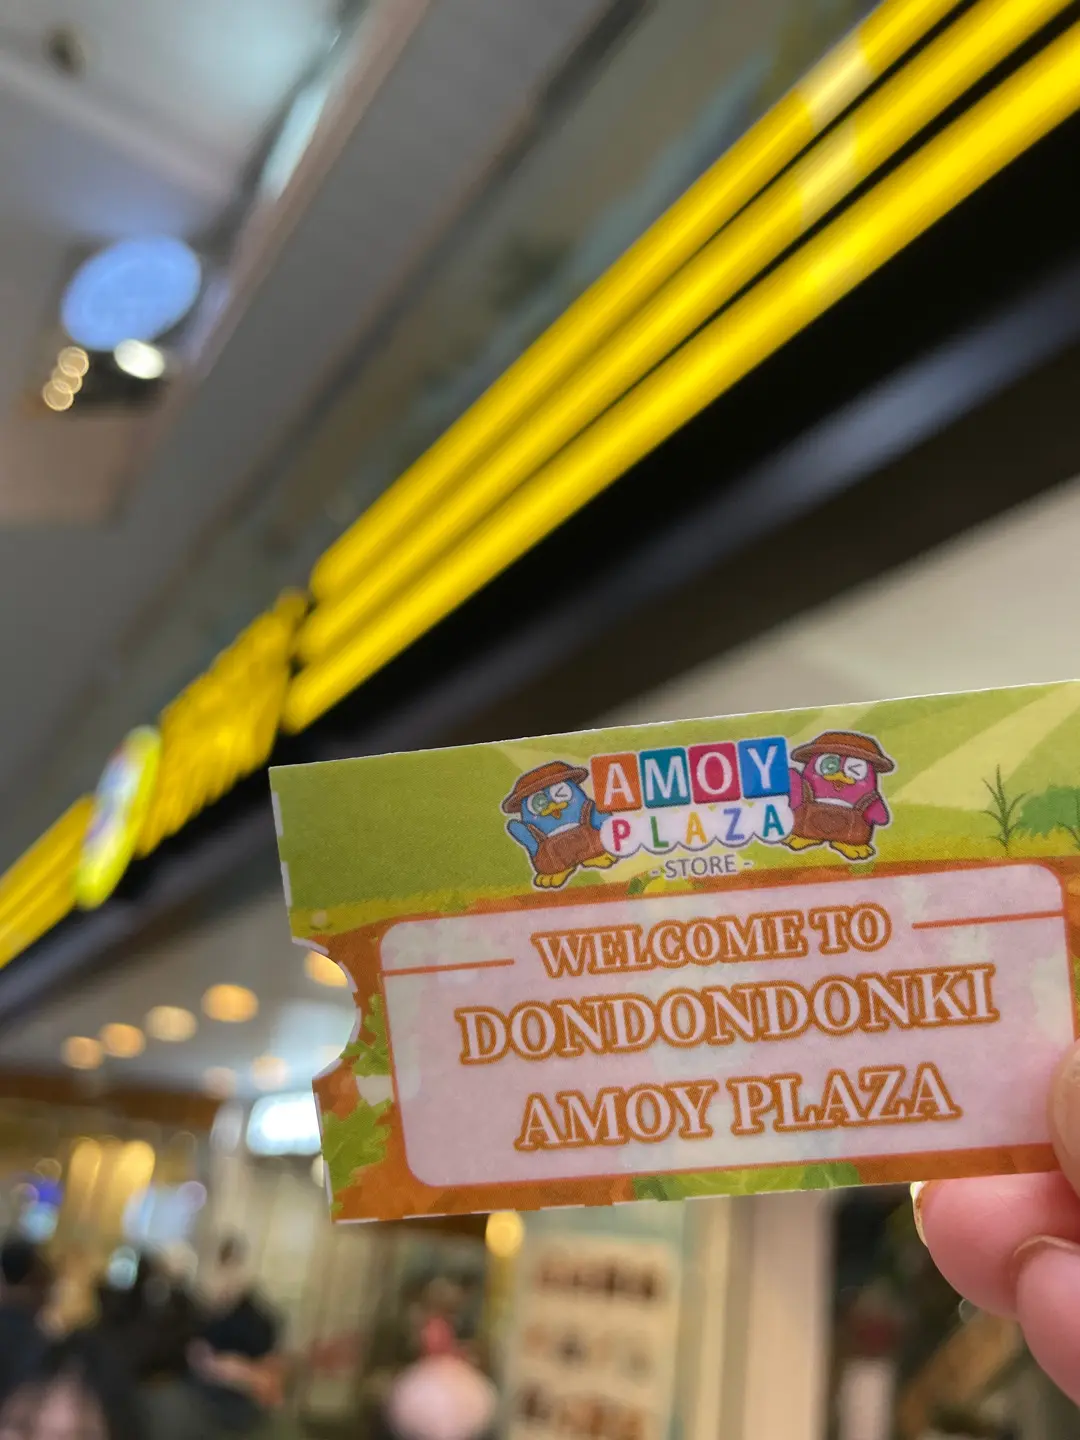 AMOY
PLAZA
- STORE -
WELCOME TO
DONDONDONKI
AMOY PLAZA